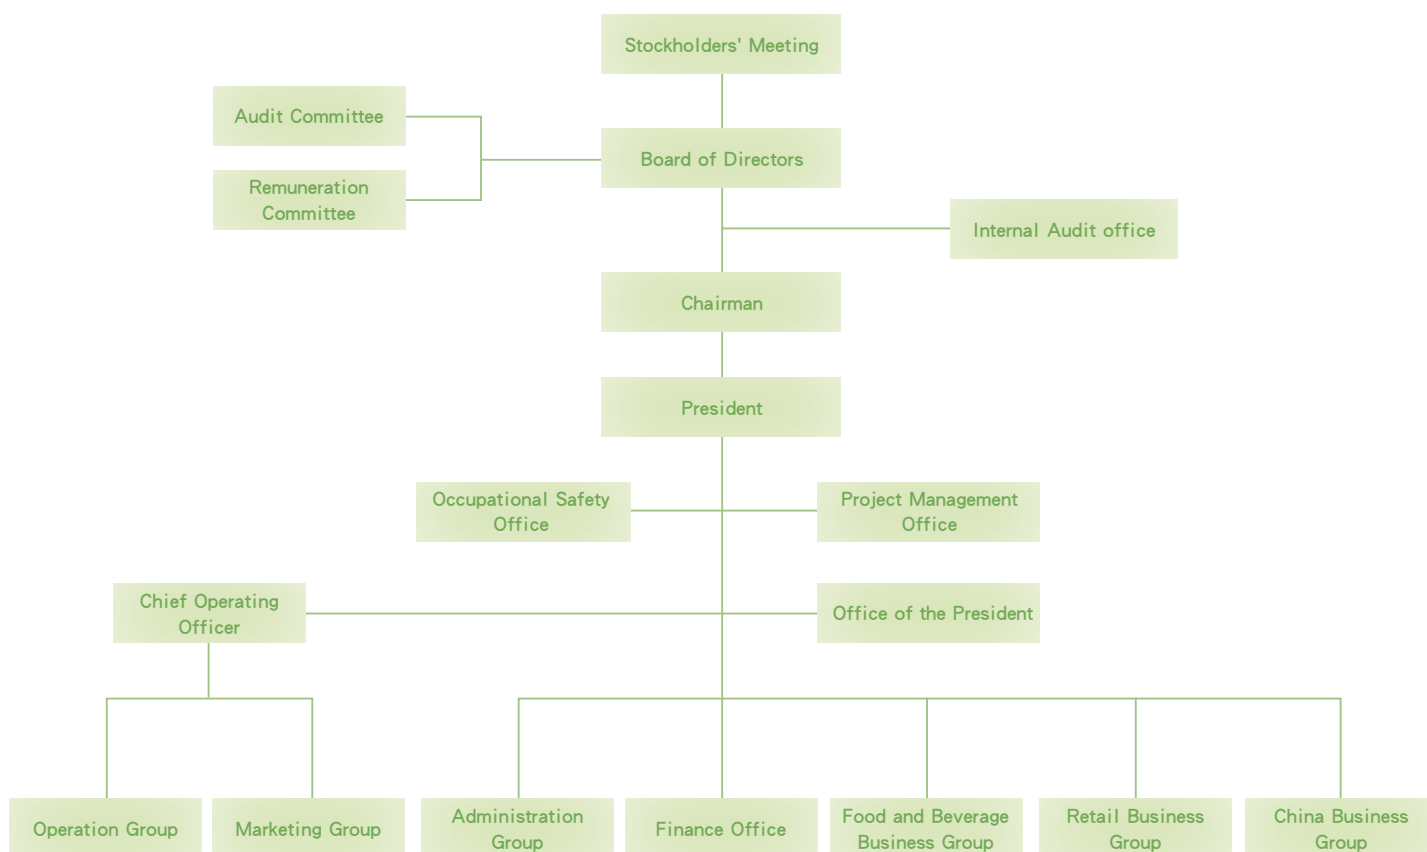 Stockholders' Meeting
Audit Committee
Board of Directors
Remuneration
Committee
Internal Audit office
Chairman
President
Occupational Safety
Office
Project Management
Office
Chief Operating
Officer
Office of the President
Operation Group
Marketing Group
Administration
Group
Finance Office
Food and Beverage
Business Group
Retail Business
Group
China Business
Group